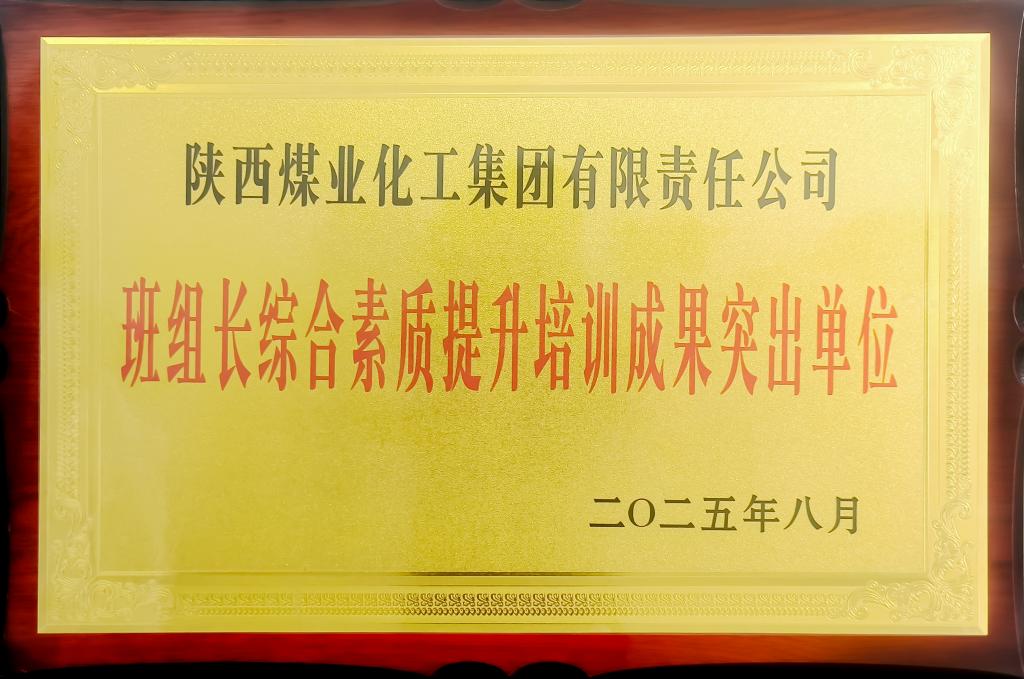 陕西煤业化工集团有限责任公司
班组长综合素质提升培训成果突出单位
二〇二五年八月